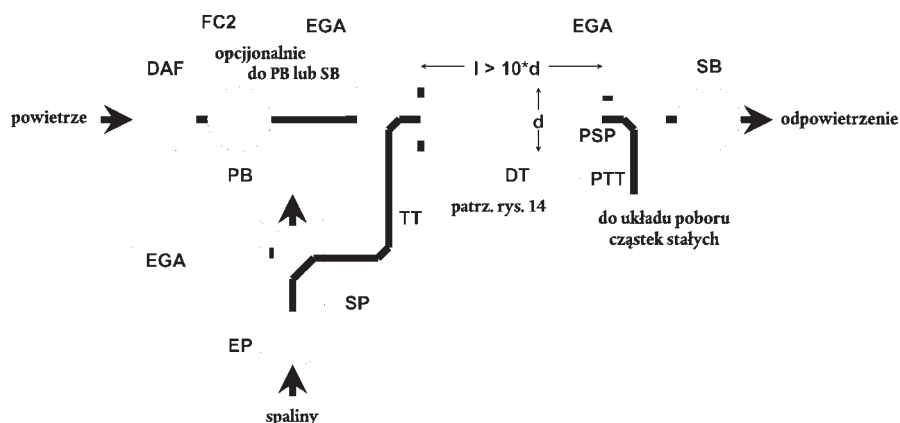 FC2
EGA
EGA
opcjjonalnie
do PB lub SB
DAF
l > 10*d
SB
powietrze
d
odpowietrzenie
PSP
PB
DT
PTT
patrz. rys. 14
TT
do układu poboru
cząstek stałych
EGA
SP
EP
spaliny